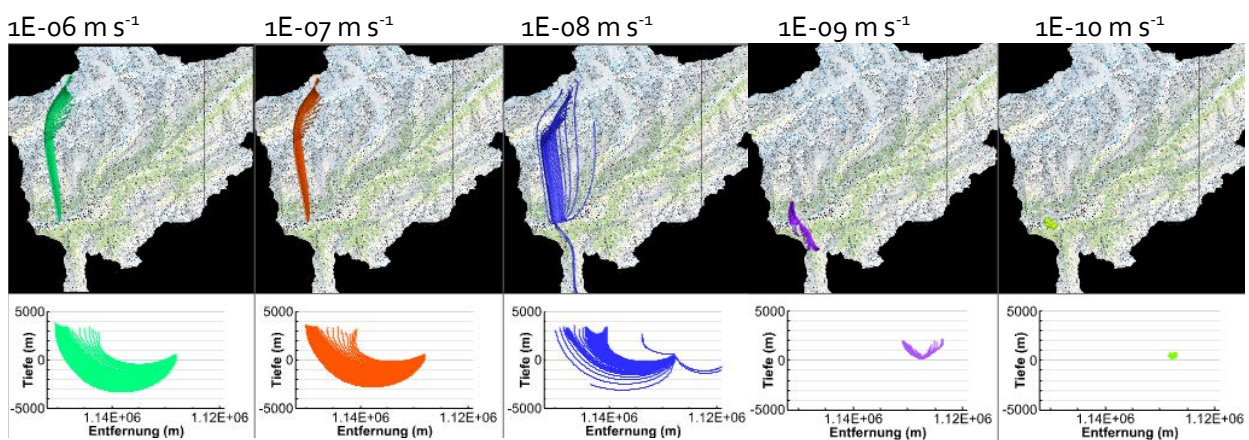 1E-06 m s⁻¹ 1E-07 m s⁻¹ 1E-08 m s⁻¹ 1E-09 m s⁻¹ 1E-10 m s⁻¹
5000 5000 5000 5000 5000
0 0 0 0 0
-5000 -5000 -5000 -5000 -5000
Tiefe (m) Tiefe (m) Tiefe (m) Tiefe (m) Tiefe (m)
1.14E+06 1.12E+06 1.14E+06 1.12E+06 1.14E+06 1.12E+06 1.14E+06 1.12E+06 1.14E+06 1.12E+06
Entfernung (m) Entfernung (m) Entfernung (m) Entfernung (m) Entfernung (m)